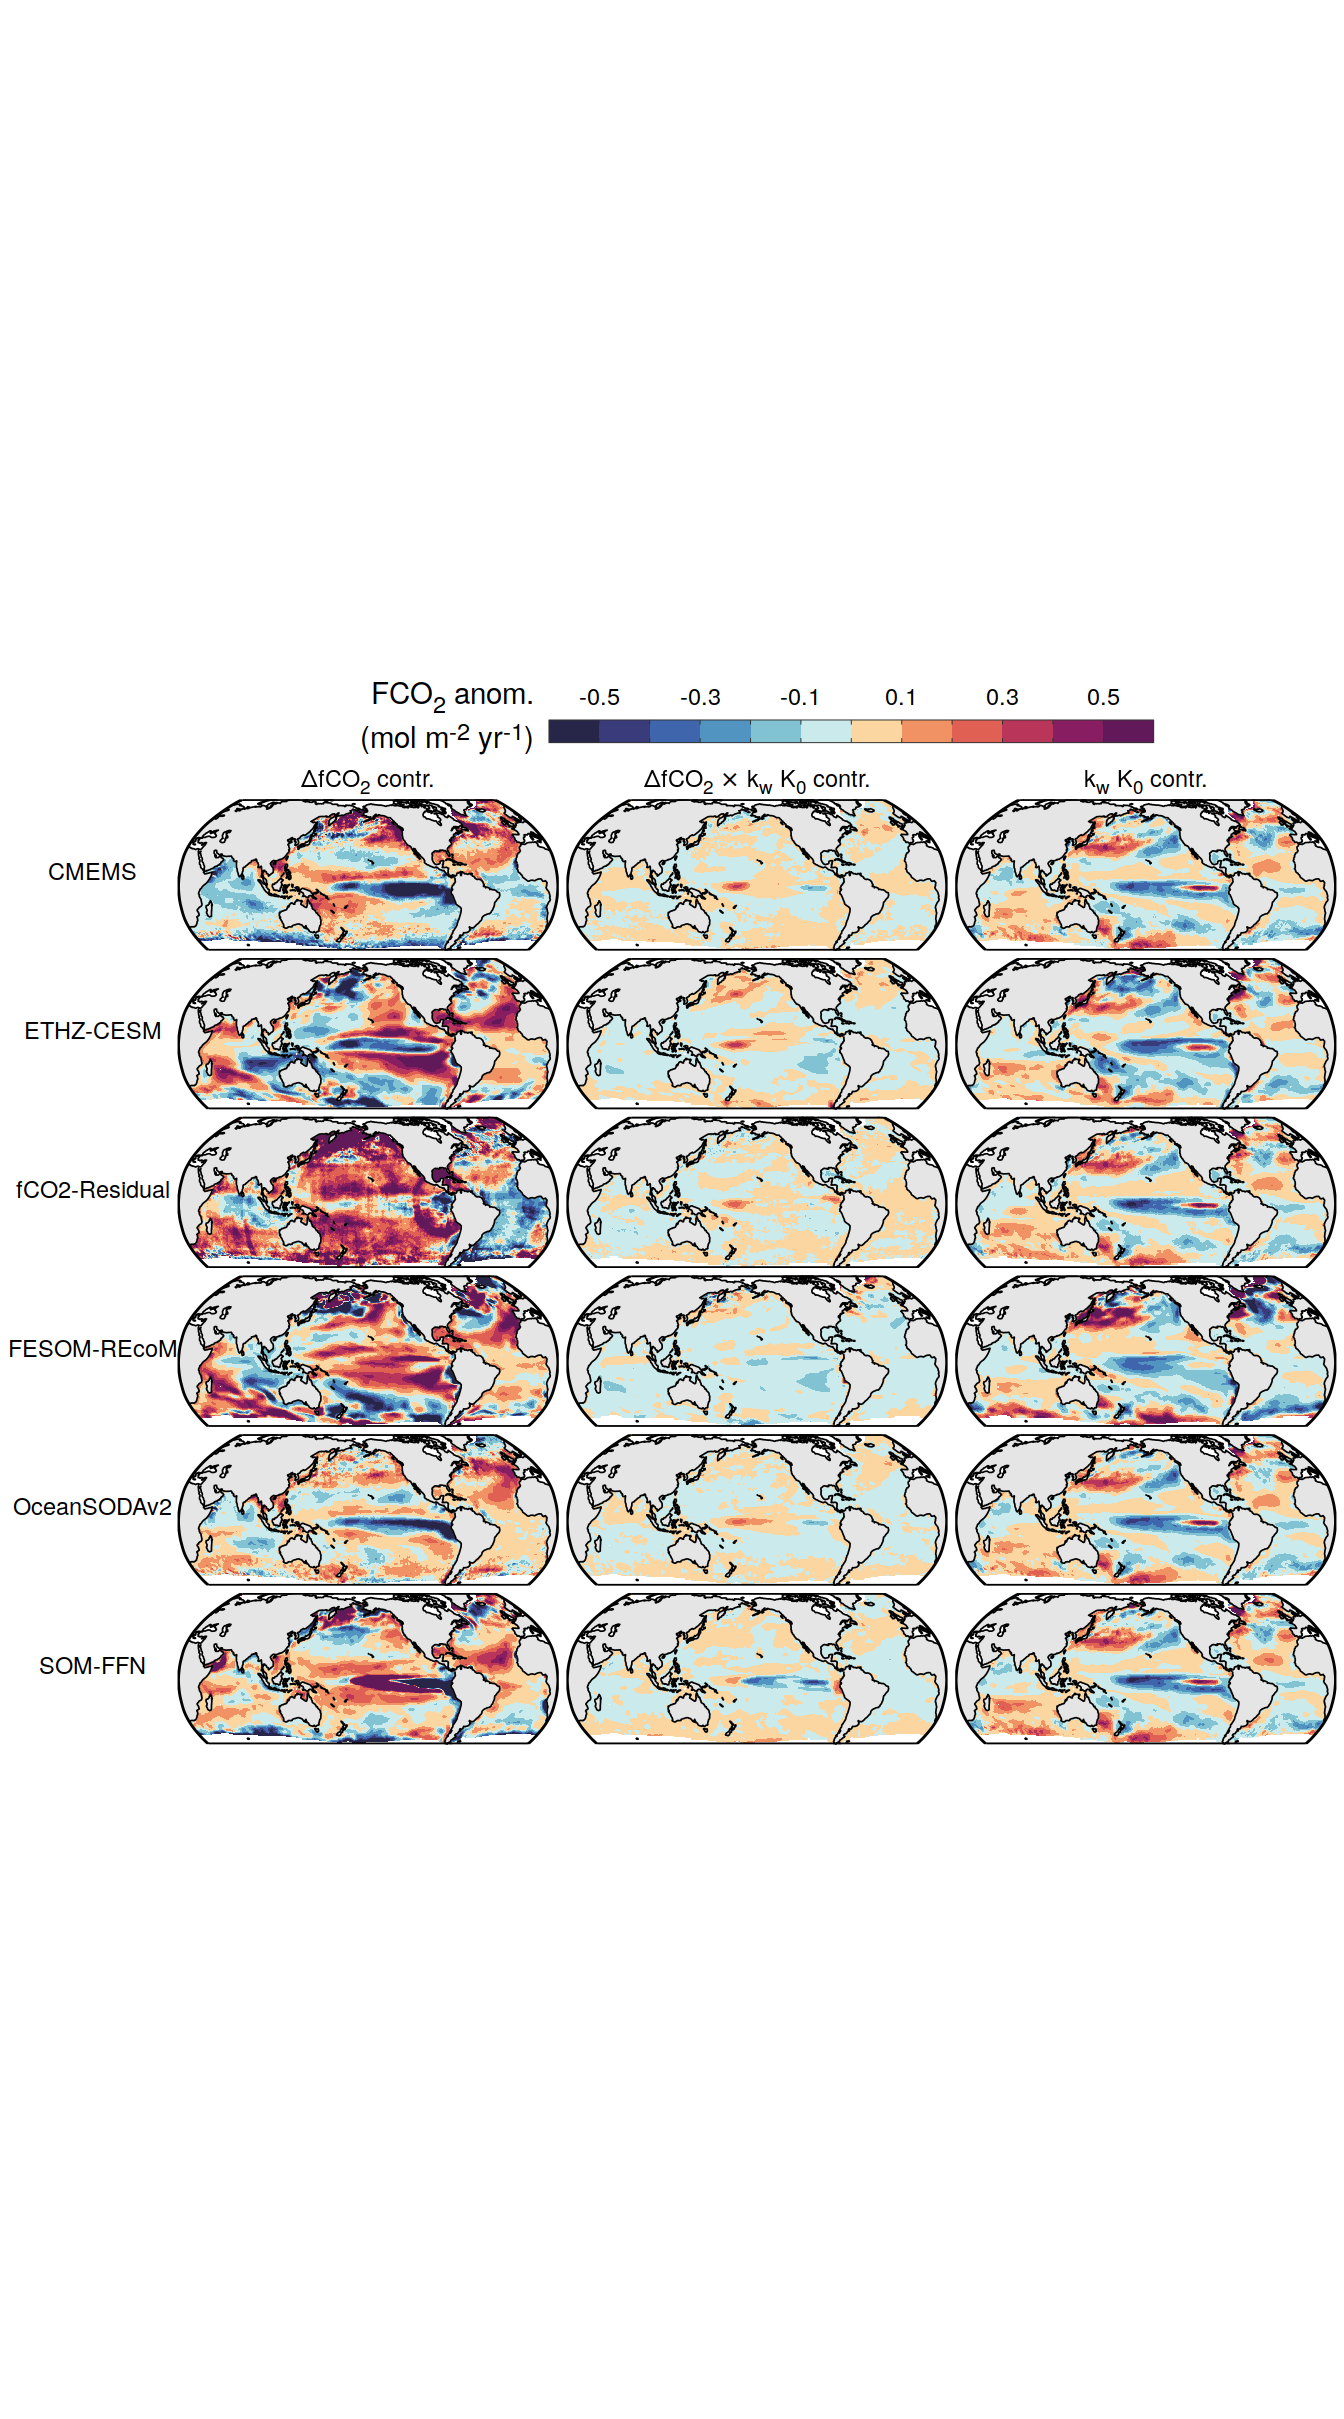 FCO2 anom.
(mol m-2 yr-1)
-0.5 -0.3 -0.1 0.1 0.3 0.5
ΔfCO2 contr. ΔfCO2 × kw K0 contr. kw K0 contr.
CMEMS
ETHZ-CESM
fCO2-Residual
FESOM-REcoM
OceanSODAv2
SOM-FFN